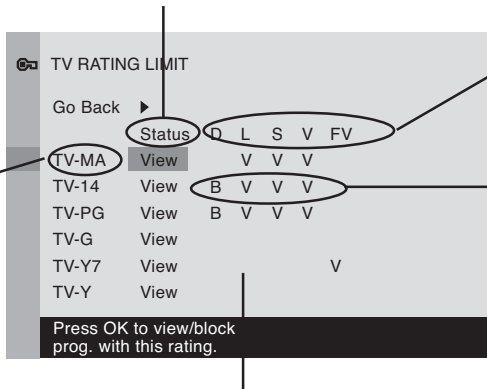 TV RATING LIMIT
Go Back
Status D L S V FV
TV-MA View V V V
TV-14 View B V V V
TV-PG View B V V V
TV-G View
TV-Y7 View V
TV-Y View
Press OK to view/block
prog. with this rating.